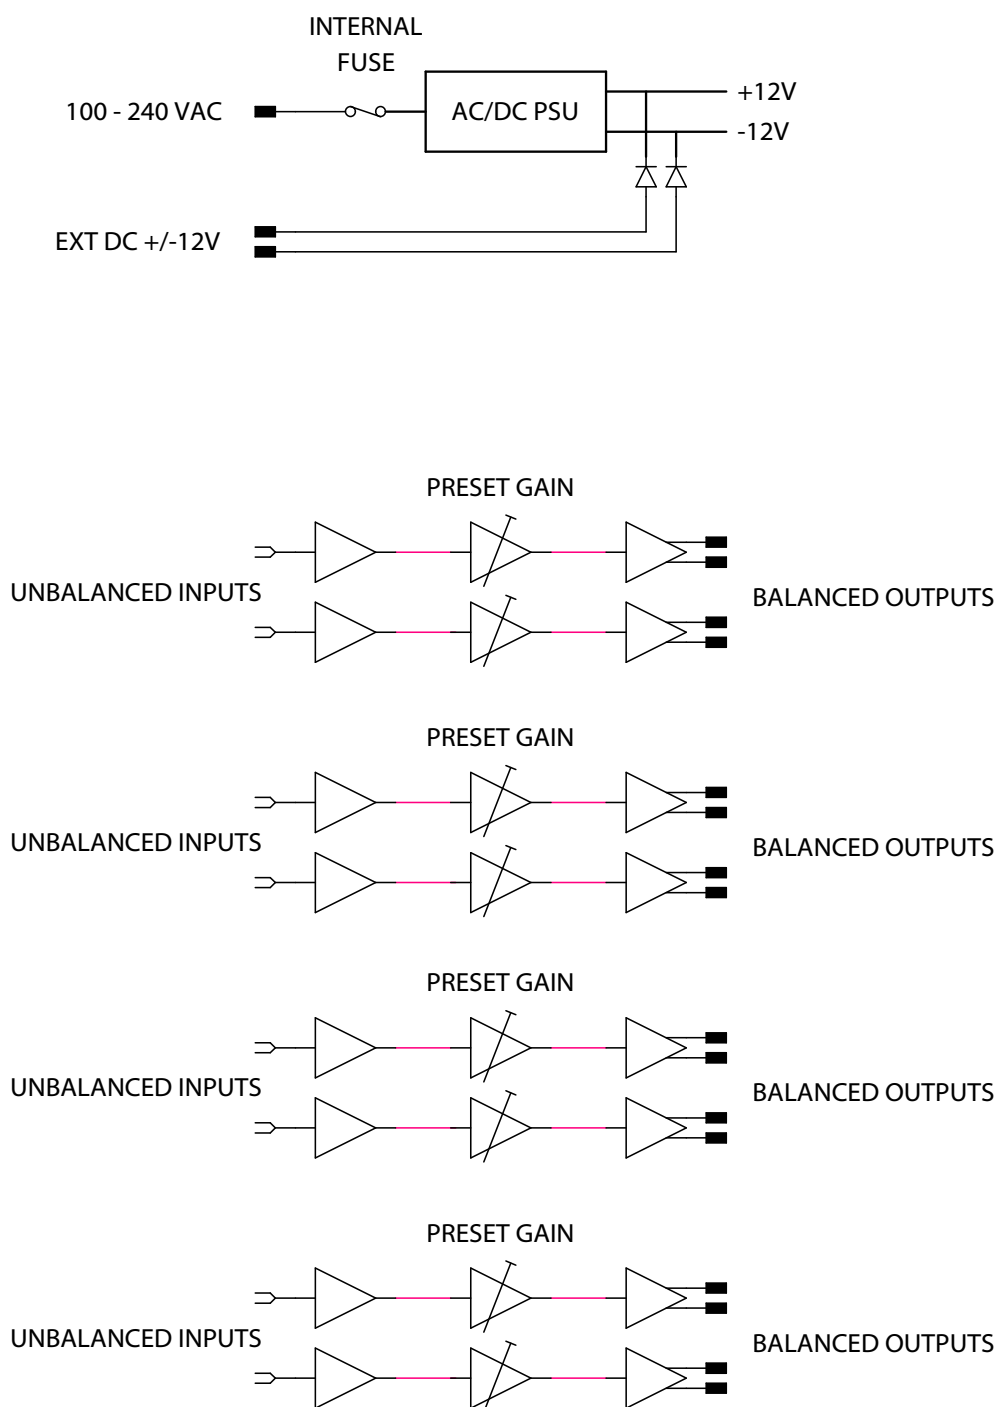 INTERNAL
FUSE
100 - 240 VAC
AC/DC PSU
+12V
-12V
EXT DC +/-12V
PRESET GAIN
UNBALANCED INPUTS
BALANCED OUTPUTS
PRESET GAIN
UNBALANCED INPUTS
BALANCED OUTPUTS
PRESET GAIN
UNBALANCED INPUTS
BALANCED OUTPUTS
PRESET GAIN
UNBALANCED INPUTS
BALANCED OUTPUTS